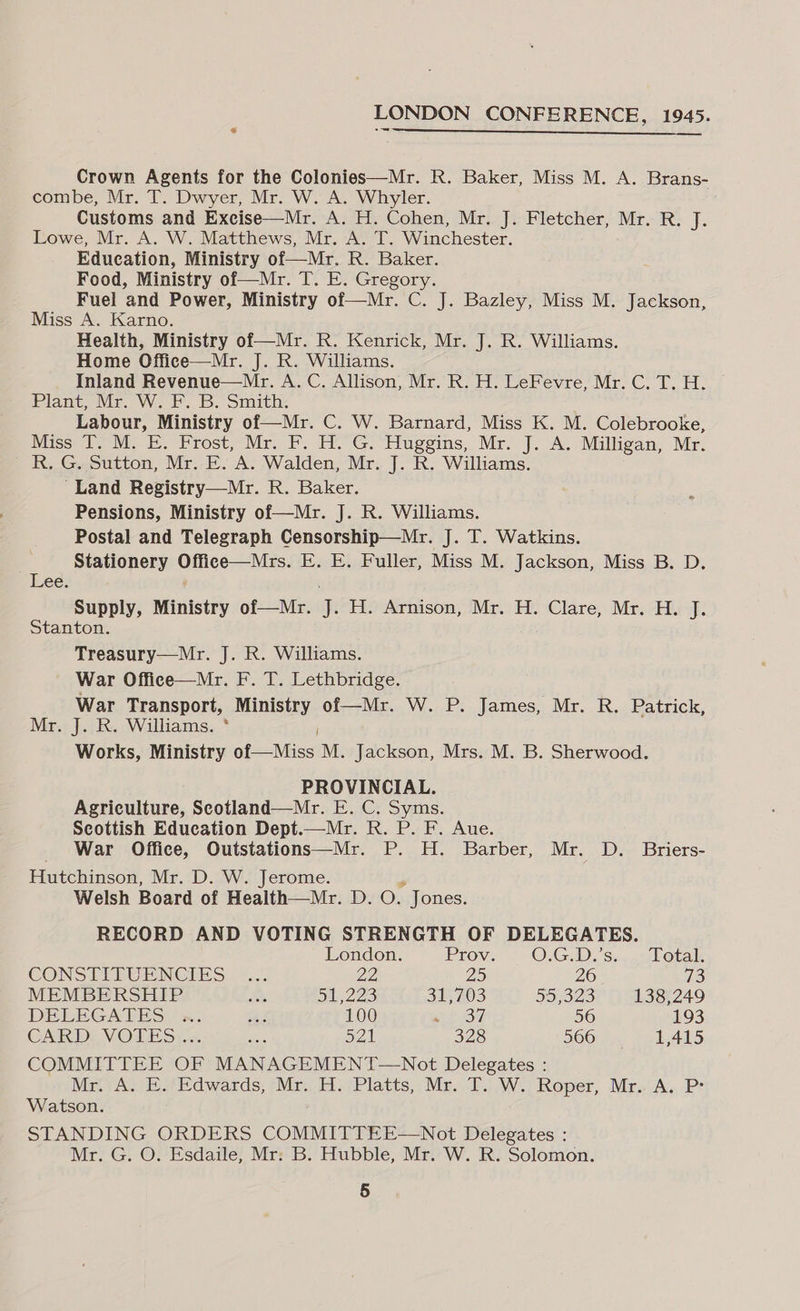 LONDON CONFERENCE, 1945.
Crown Agents for the Colonies—Mr. R. Baker, Miss M. A. Brans-
combe, Mr. T. Dwyer, Mr. W. A. Whyler.
Customs and Excise—Mr. A. H. Cohen, Mr. J. Fletcher, Mr. R. J.
Lowe, Mr. A. W. Matthews, Mr. A. T. Winchester.
Education, Ministry of—Mr. R. Baker.
Food, Ministry of—Mr. T. E. Gregory.
Fuel and Power, Ministry of—Mr. C. J. Bazley, Miss M. Jackson,
Miss A. Karno.
Health, Ministry of—Mr. R. Kenrick, Mr. J. R. Williams.
Home Office—Mr. J. R. Williams.
Inland Revenue—Mr. A. C. Allison, Mr. R. H. LeFevre, Mr. C. T. H.
Plant, Mr. W. F. B. Smith.
Labour, Ministry of—Mr. C. W. Barnard, Miss K. M. Colebrooke,
Miss T. M. E. Frost, Mr. F. H. G. Huggins, Mr. J. A. Milligan, Mr.
R. G. Sutton, Mr. E. A. Walden, Mr. J. R. Williams.
Land Registry—Mr. R. Baker.
Pensions, Ministry of—Mr. J. R. Williams.
Postal and Telegraph Censorship—Mr. J. T. Watkins.
Stationery Office—Mrs. E. E. Fuller, Miss M. Jackson, Miss B. D.
Lee.
Supply, Ministry of—Mr. J. H. Arnison, Mr. H. Clare, Mr. H. J.
Stanton.
Treasury—Mr. J. R. Williams.
War Office—Mr. F. T. Lethbridge.
War Transport, Ministry of—Mr. W. P. James, Mr. R. Patrick,
Mr. J. R. Williams.
Works, Ministry of—Miss M. Jackson, Mrs. M. B. Sherwood.
PROVINCIAL.
Agriculture, Scotland—Mr. E. C. Syms.
Scottish Education Dept.—Mr. R. P. F. Aue.
War Office, Outstations—Mr. P. H. Barber, Mr. D. Briers-
Hutchinson, Mr. D. W. Jerome.
Welsh Board of Health—Mr. D. O. Jones.
RECORD AND VOTING STRENGTH OF DELEGATES.
London. Prov. O.G.D.'s. Total.
CONSTITUENCIES ... 22 25 26 73
MEMBERSHIP ... 51,223 31,703 55,323 138,249
DELEGATES ... ... 100 37 56 193
CARD VOTES ... ... 521 328 566 1,415
COMMITTEE OF MANAGEMENT—Not Delegates :
Mr. A. E. Edwards, Mr. H. Platts, Mr. T. W. Roper, Mr. A. P.
Watson.
STANDING ORDERS COMMITTEE—Not Delegates :
Mr. G. O. Esdaile, Mr. B. Hubble, Mr. W. R. Solomon.
5